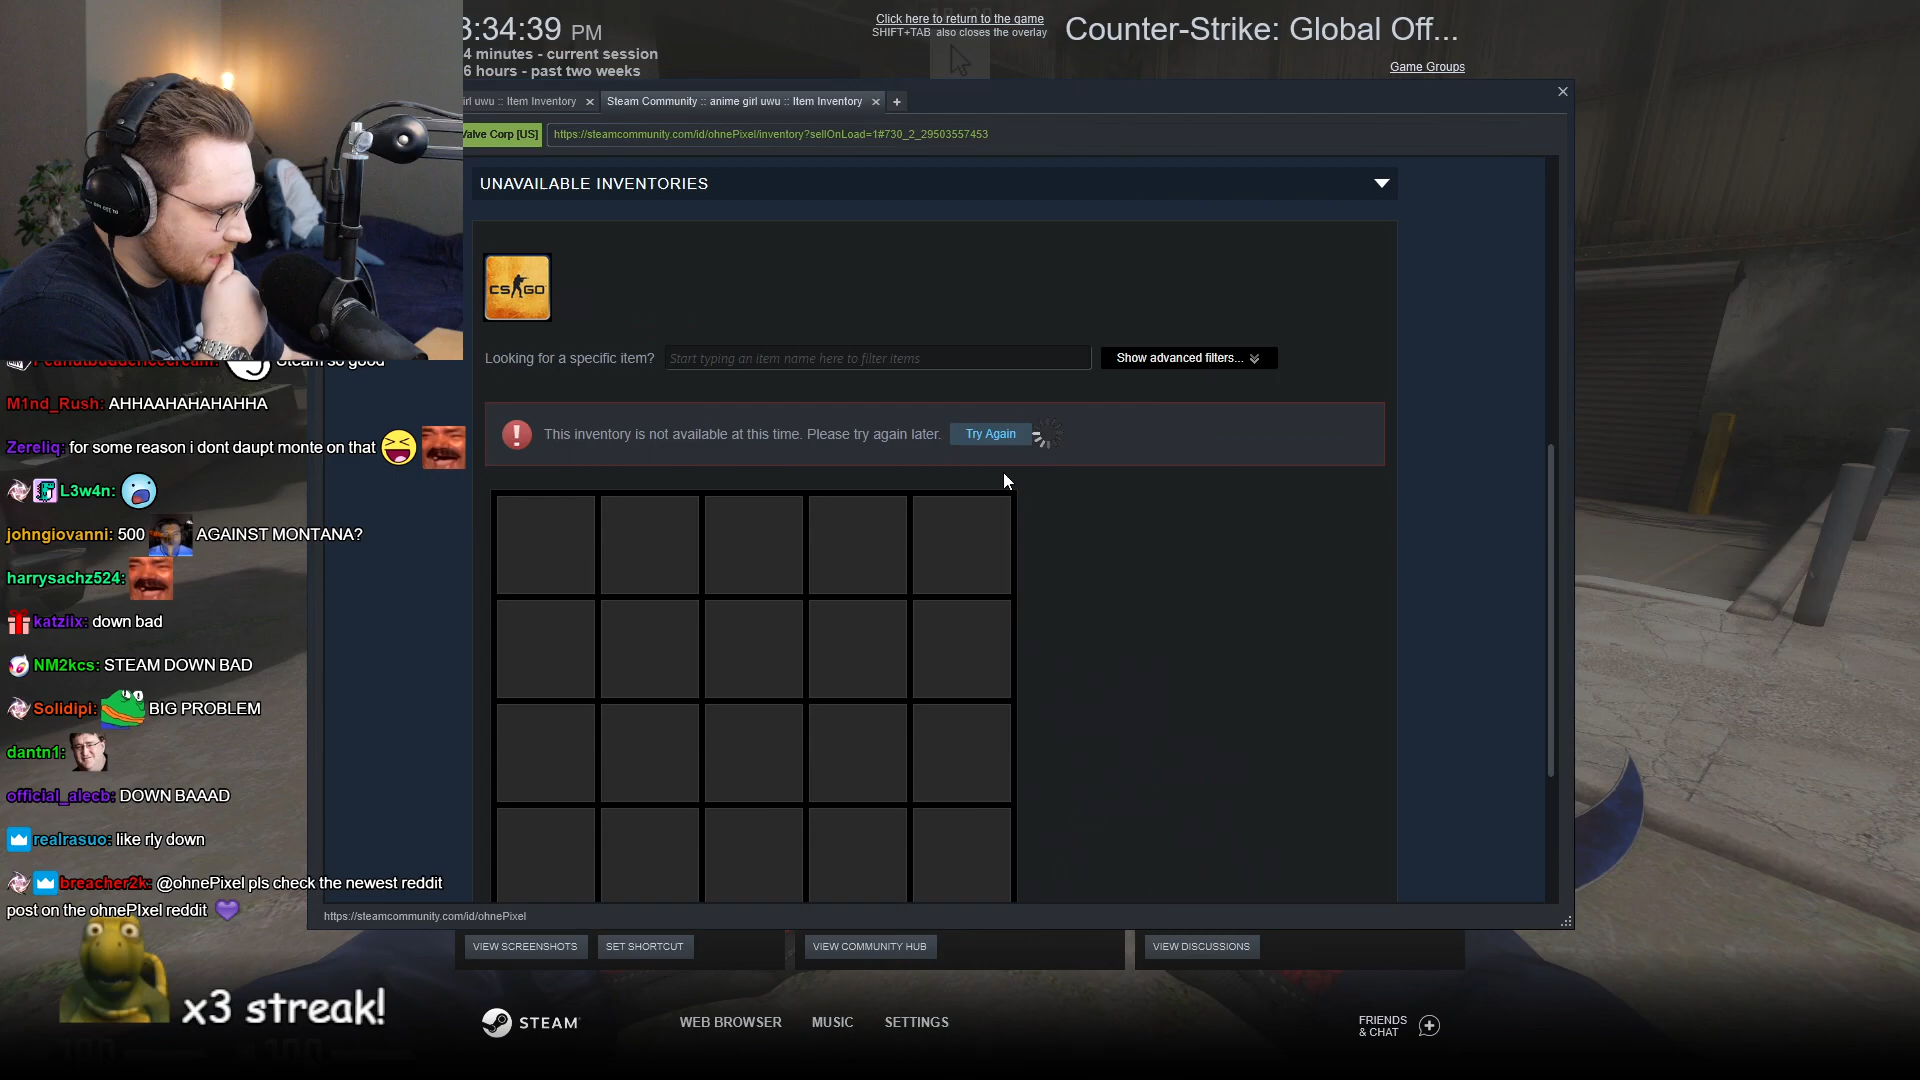 8:34:39 PM
4 minutes - current session
6 hours - past two weeks
Click here to return to the game
SHIFT+TAB also closes the overlay
Counter-Strike: Global Off...
Game Groups
irl uwu :: Item Inventory
Steam Community :: anime girl uwu :: Item Inventory
Valve Corp [US]
https://steamcommunity.com/id/ohnePixel/inventory?sellOnLoad=1#730_2_29503557453
UNAVAILABLE INVENTORIES
CS GO
Looking for a specific item?
Start typing an item name here to filter items
Show advanced filters...
This inventory is not available at this time. Please try again later.
Try Again
Steam so good
M1nd_Rush: AHHAAHAHAHAHHA
Zereliq: for some reason i dont daupt monte on that
L3w4n:
johngiovanni: 500 AGAINST MONTANA?
harrysachz524:
katziix: down bad
NM2kcs: STEAM DOWN BAD
Solidipi: BIG PROBLEM
dantn1:
official_alecb: DOWN BAAAD
realrasuo: like rly down
breacher2k: @ohnePixel pls check the newest reddit
post on the ohnePIxel reddit
https://steamcommunity.com/id/ohnePixel
VIEW SCREENSHOTS
SET SHORTCUT
VIEW COMMUNITY HUB
VIEW DISCUSSIONS
x3 streak!
STEAM
WEB BROWSER
MUSIC
SETTINGS
FRIENDS
& CHAT